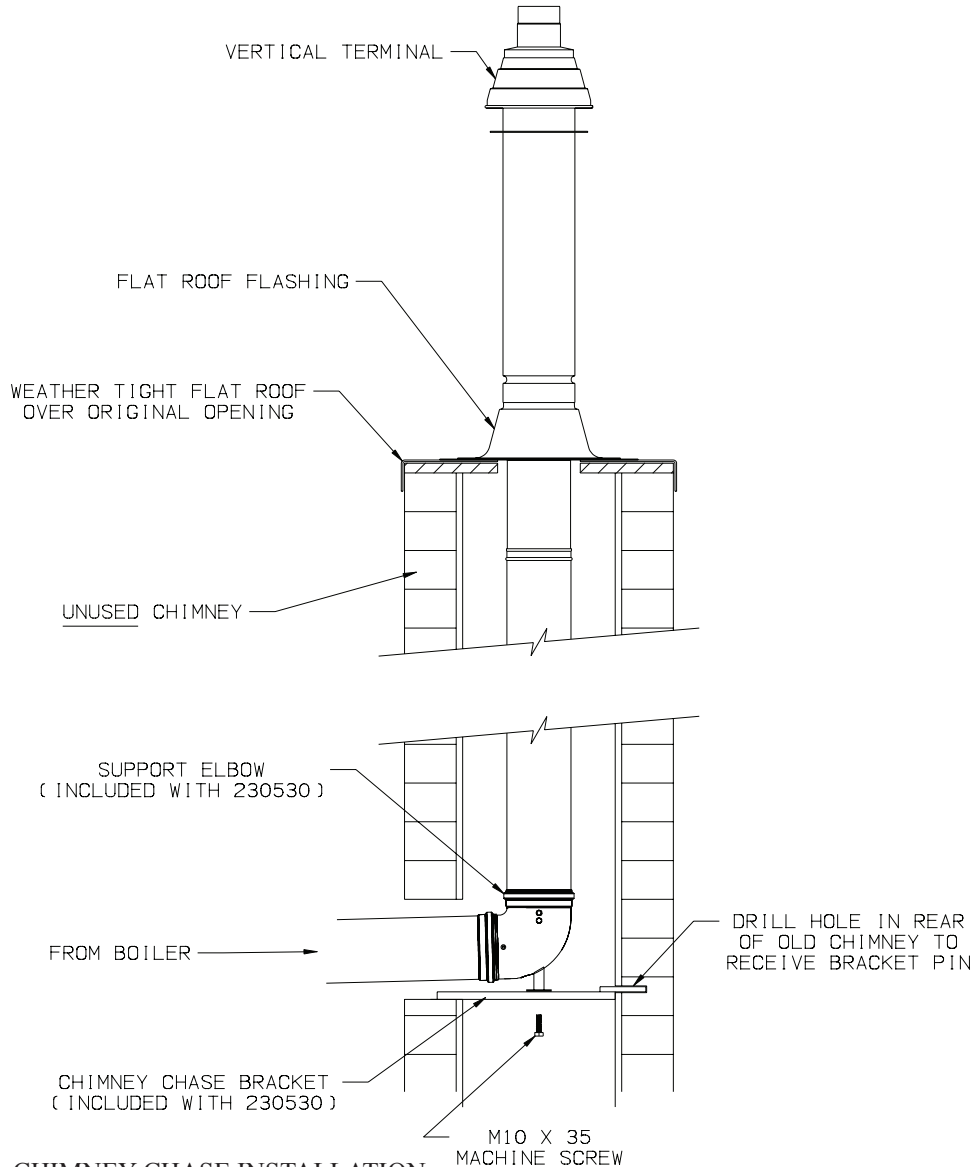 VERTICAL TERMINAL
FLAT ROOF FLASHING
WEATHER TIGHT FLAT ROOF
OVER ORIGINAL OPENING
UNUSED CHIMNEY
SUPPORT ELBOW
(INCLUDED WITH 230530)
FROM BOILER
DRILL HOLE IN REAR
OF OLD CHIMNEY TO
RECEIVE BRACKET PIN
CHIMNEY CHASE BRACKET
(INCLUDED WITH 230530)
M10 X 35
MACHINE SCREW
CHIMNEY CHASE INSTALLATION